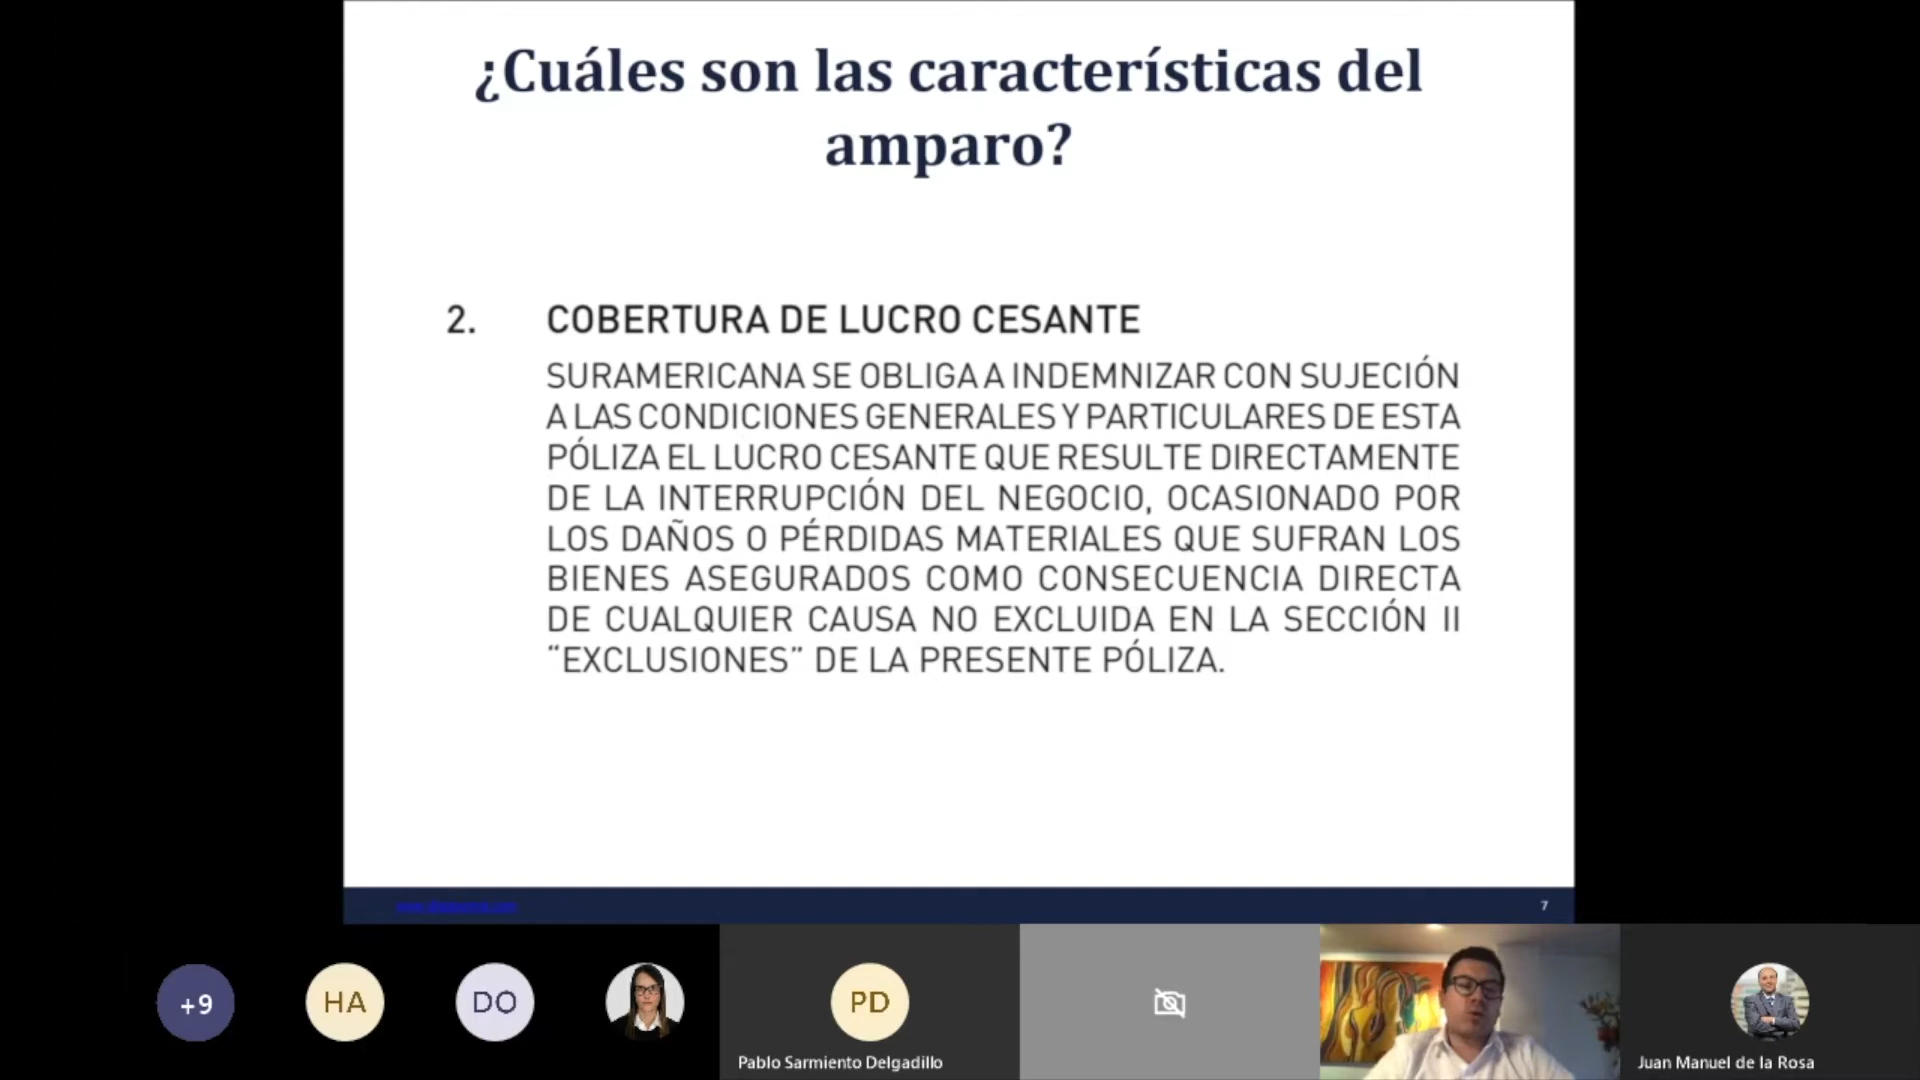 ¿Cuáles son las características del
amparo?
2. COBERTURA DE LUCRO CESANTE
SURAMERICANA SE OBLIGA A INDEMNIZAR CON SUJECIÓN
A LAS CONDICIONES GENERALES Y PARTICULARES DE ESTA
PÓLIZA EL LUCRO CESANTE QUE RESULTE DIRECTAMENTE
DE LA INTERRUPCIÓN DEL NEGOCIO, OCASIONADO POR
LOS DAÑOS O PÉRDIDAS MATERIALES QUE SUFRAN LOS
BIENES ASEGURADOS COMO CONSECUENCIA DIRECTA
DE CUALQUIER CAUSA NO EXCLUIDA EN LA SECCIÓN II
“EXCLUSIONES” DE LA PRESENTE PÓLIZA.
7
+9
HA
DO
PD
Pablo Sarmiento Delgadillo
Juan Manuel de la Rosa